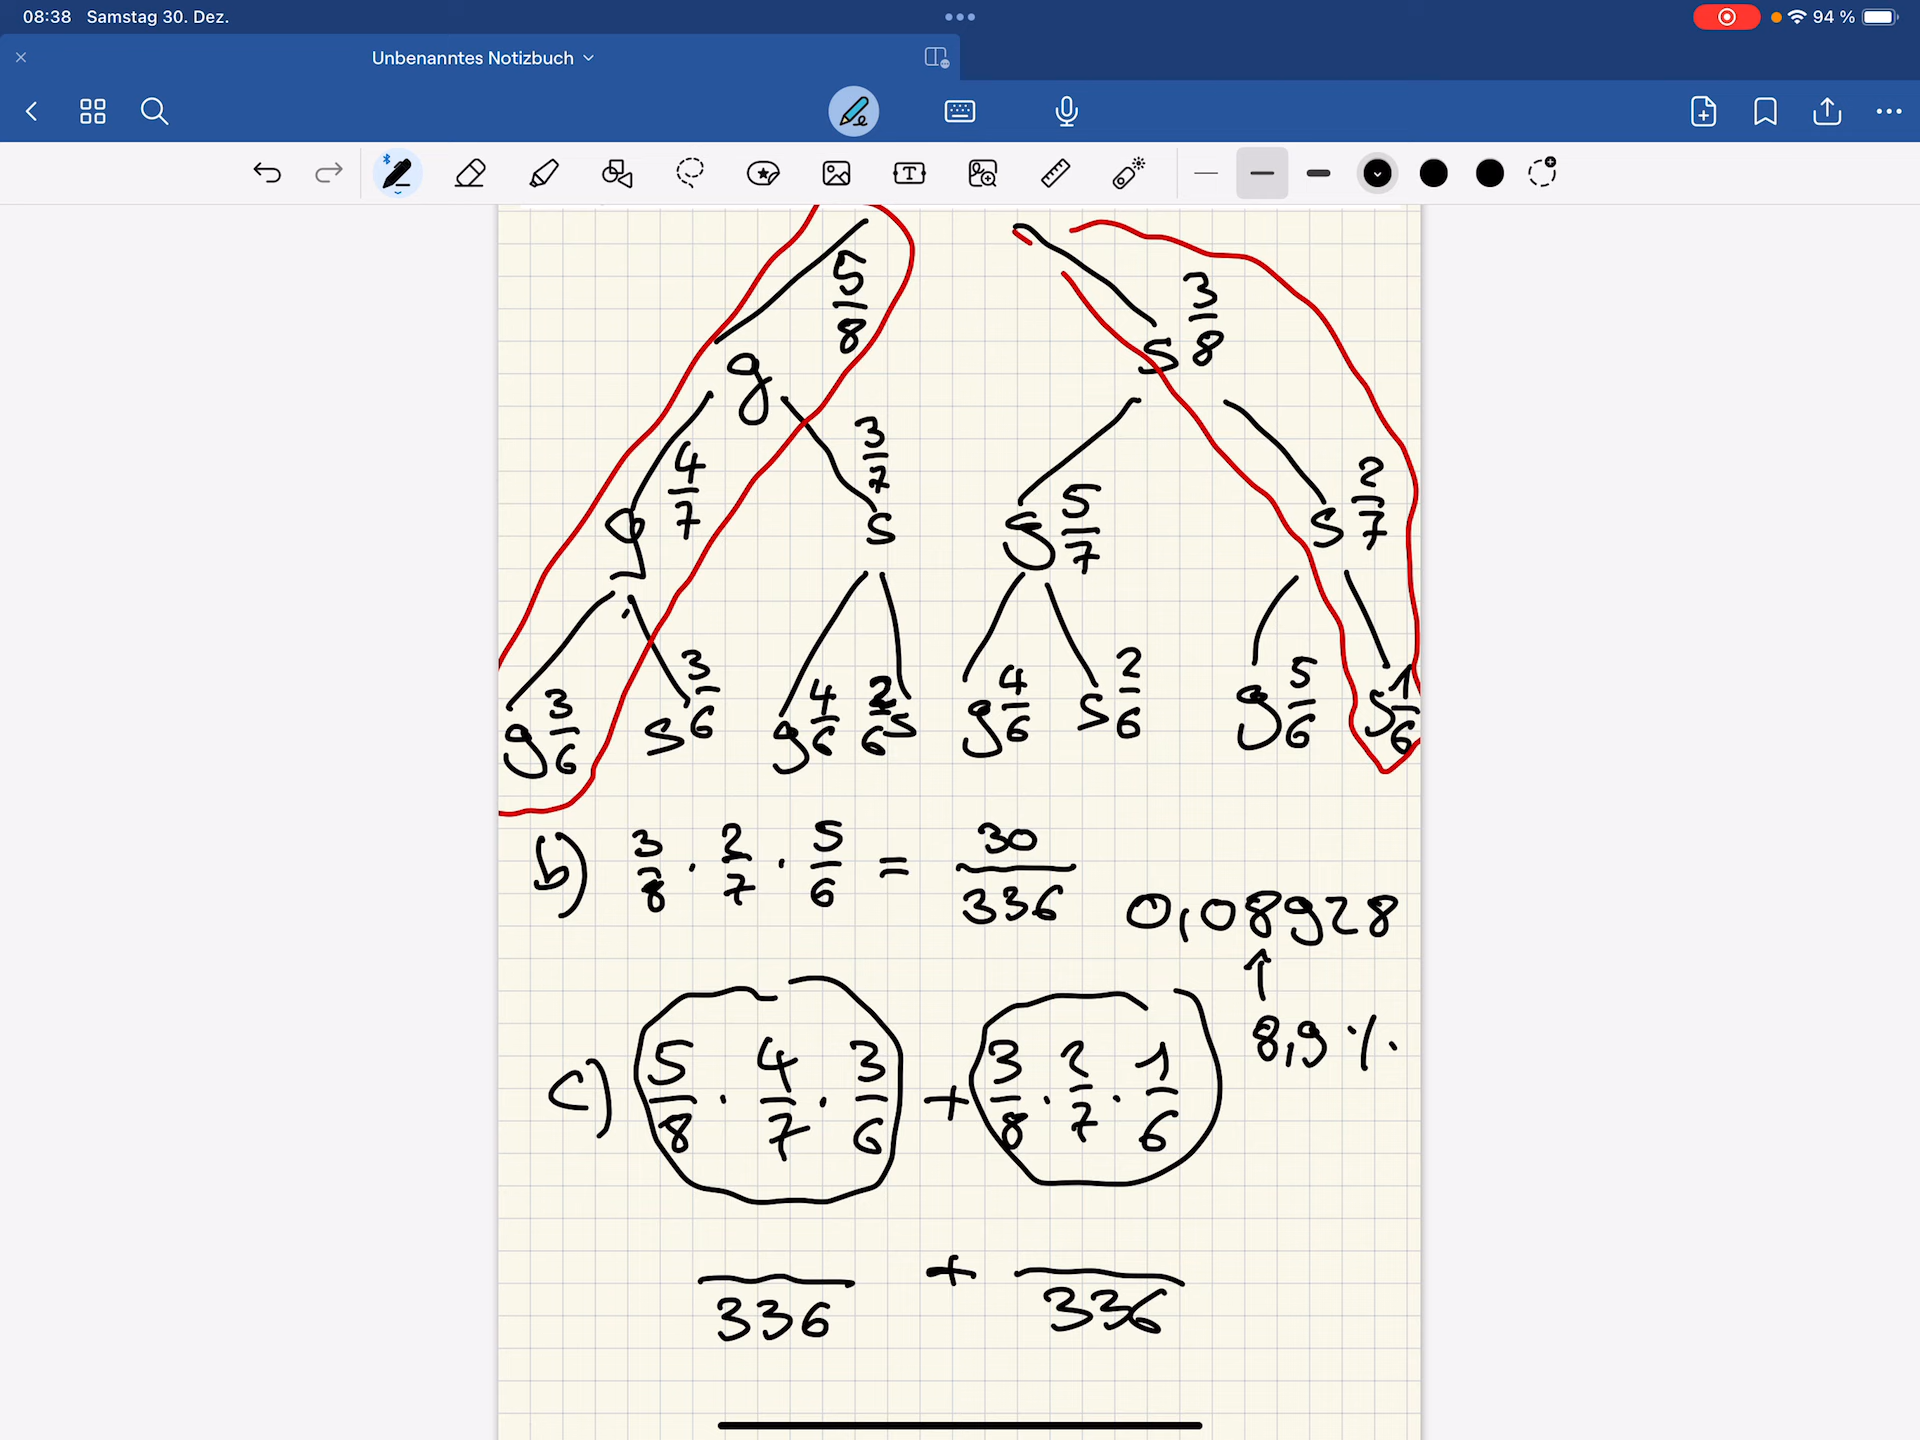 08:38 Samstag 30. Dez. 94 %
Unbenanntes Notizbuch
5/8 3/8
g s
4/7 3/7 5/7 2/7
g s g s
g 3/6 s 3/6 g 4/6 2/6 s g 4/6 s 2/6 g 5/6 s 1/6
b) 3/8 · 2/7 · 5/6 = 30/336 0,08928
↑
8,9 %
c) 5/8 · 4/7 · 3/6 + 3/8 · 2/7 · 1/6
/336 + /336